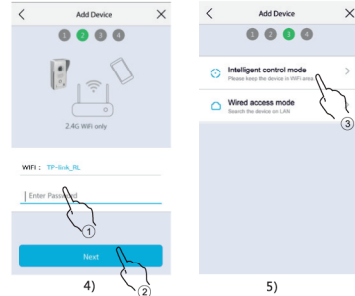 Add Device
1 2 3 4
2.4G WiFi only
WIFI : TP-link_RL
Enter Password
①
Next
②
4)
Add Device
1 2 3 4
Intelligent control mode
Please keep the device in WiFi area
③
Wired access mode
Search the device on LAN
5)